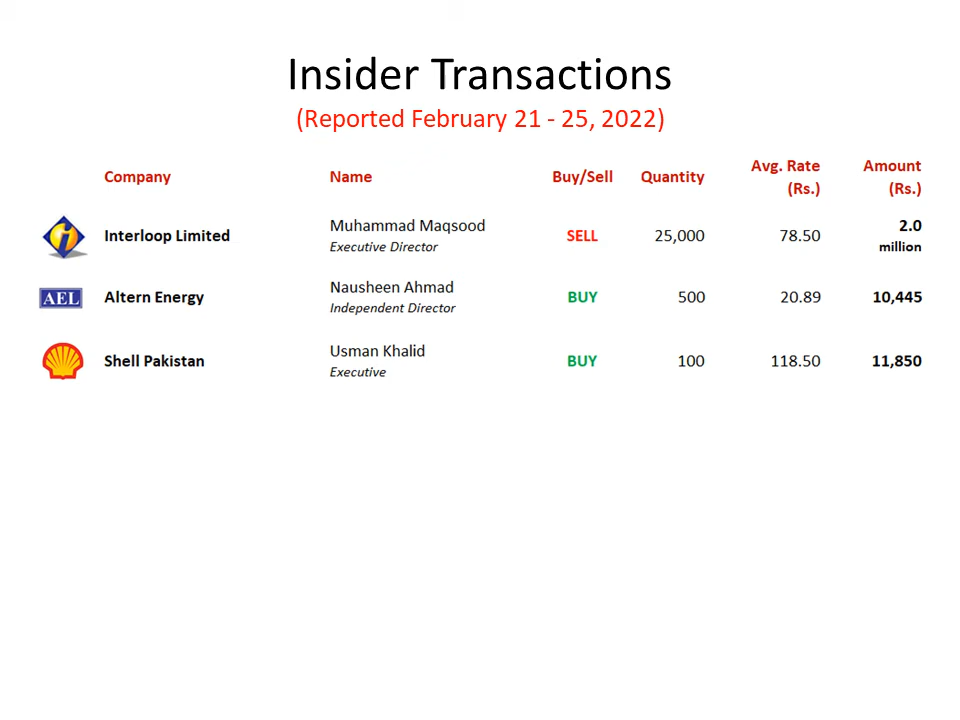 Insider Transactions
(Reported February 21 - 25, 2022)
Company Name Buy/Sell Quantity Avg. Rate (Rs.) Amount (Rs.)
i Interloop Limited Muhammad Maqsood SELL 25,000 78.50 2.0 million
Executive Director
AEL Altern Energy Nausheen Ahmad BUY 500 20.89 10,445
Independent Director
Shell Pakistan Usman Khalid BUY 100 118.50 11,850
Executive